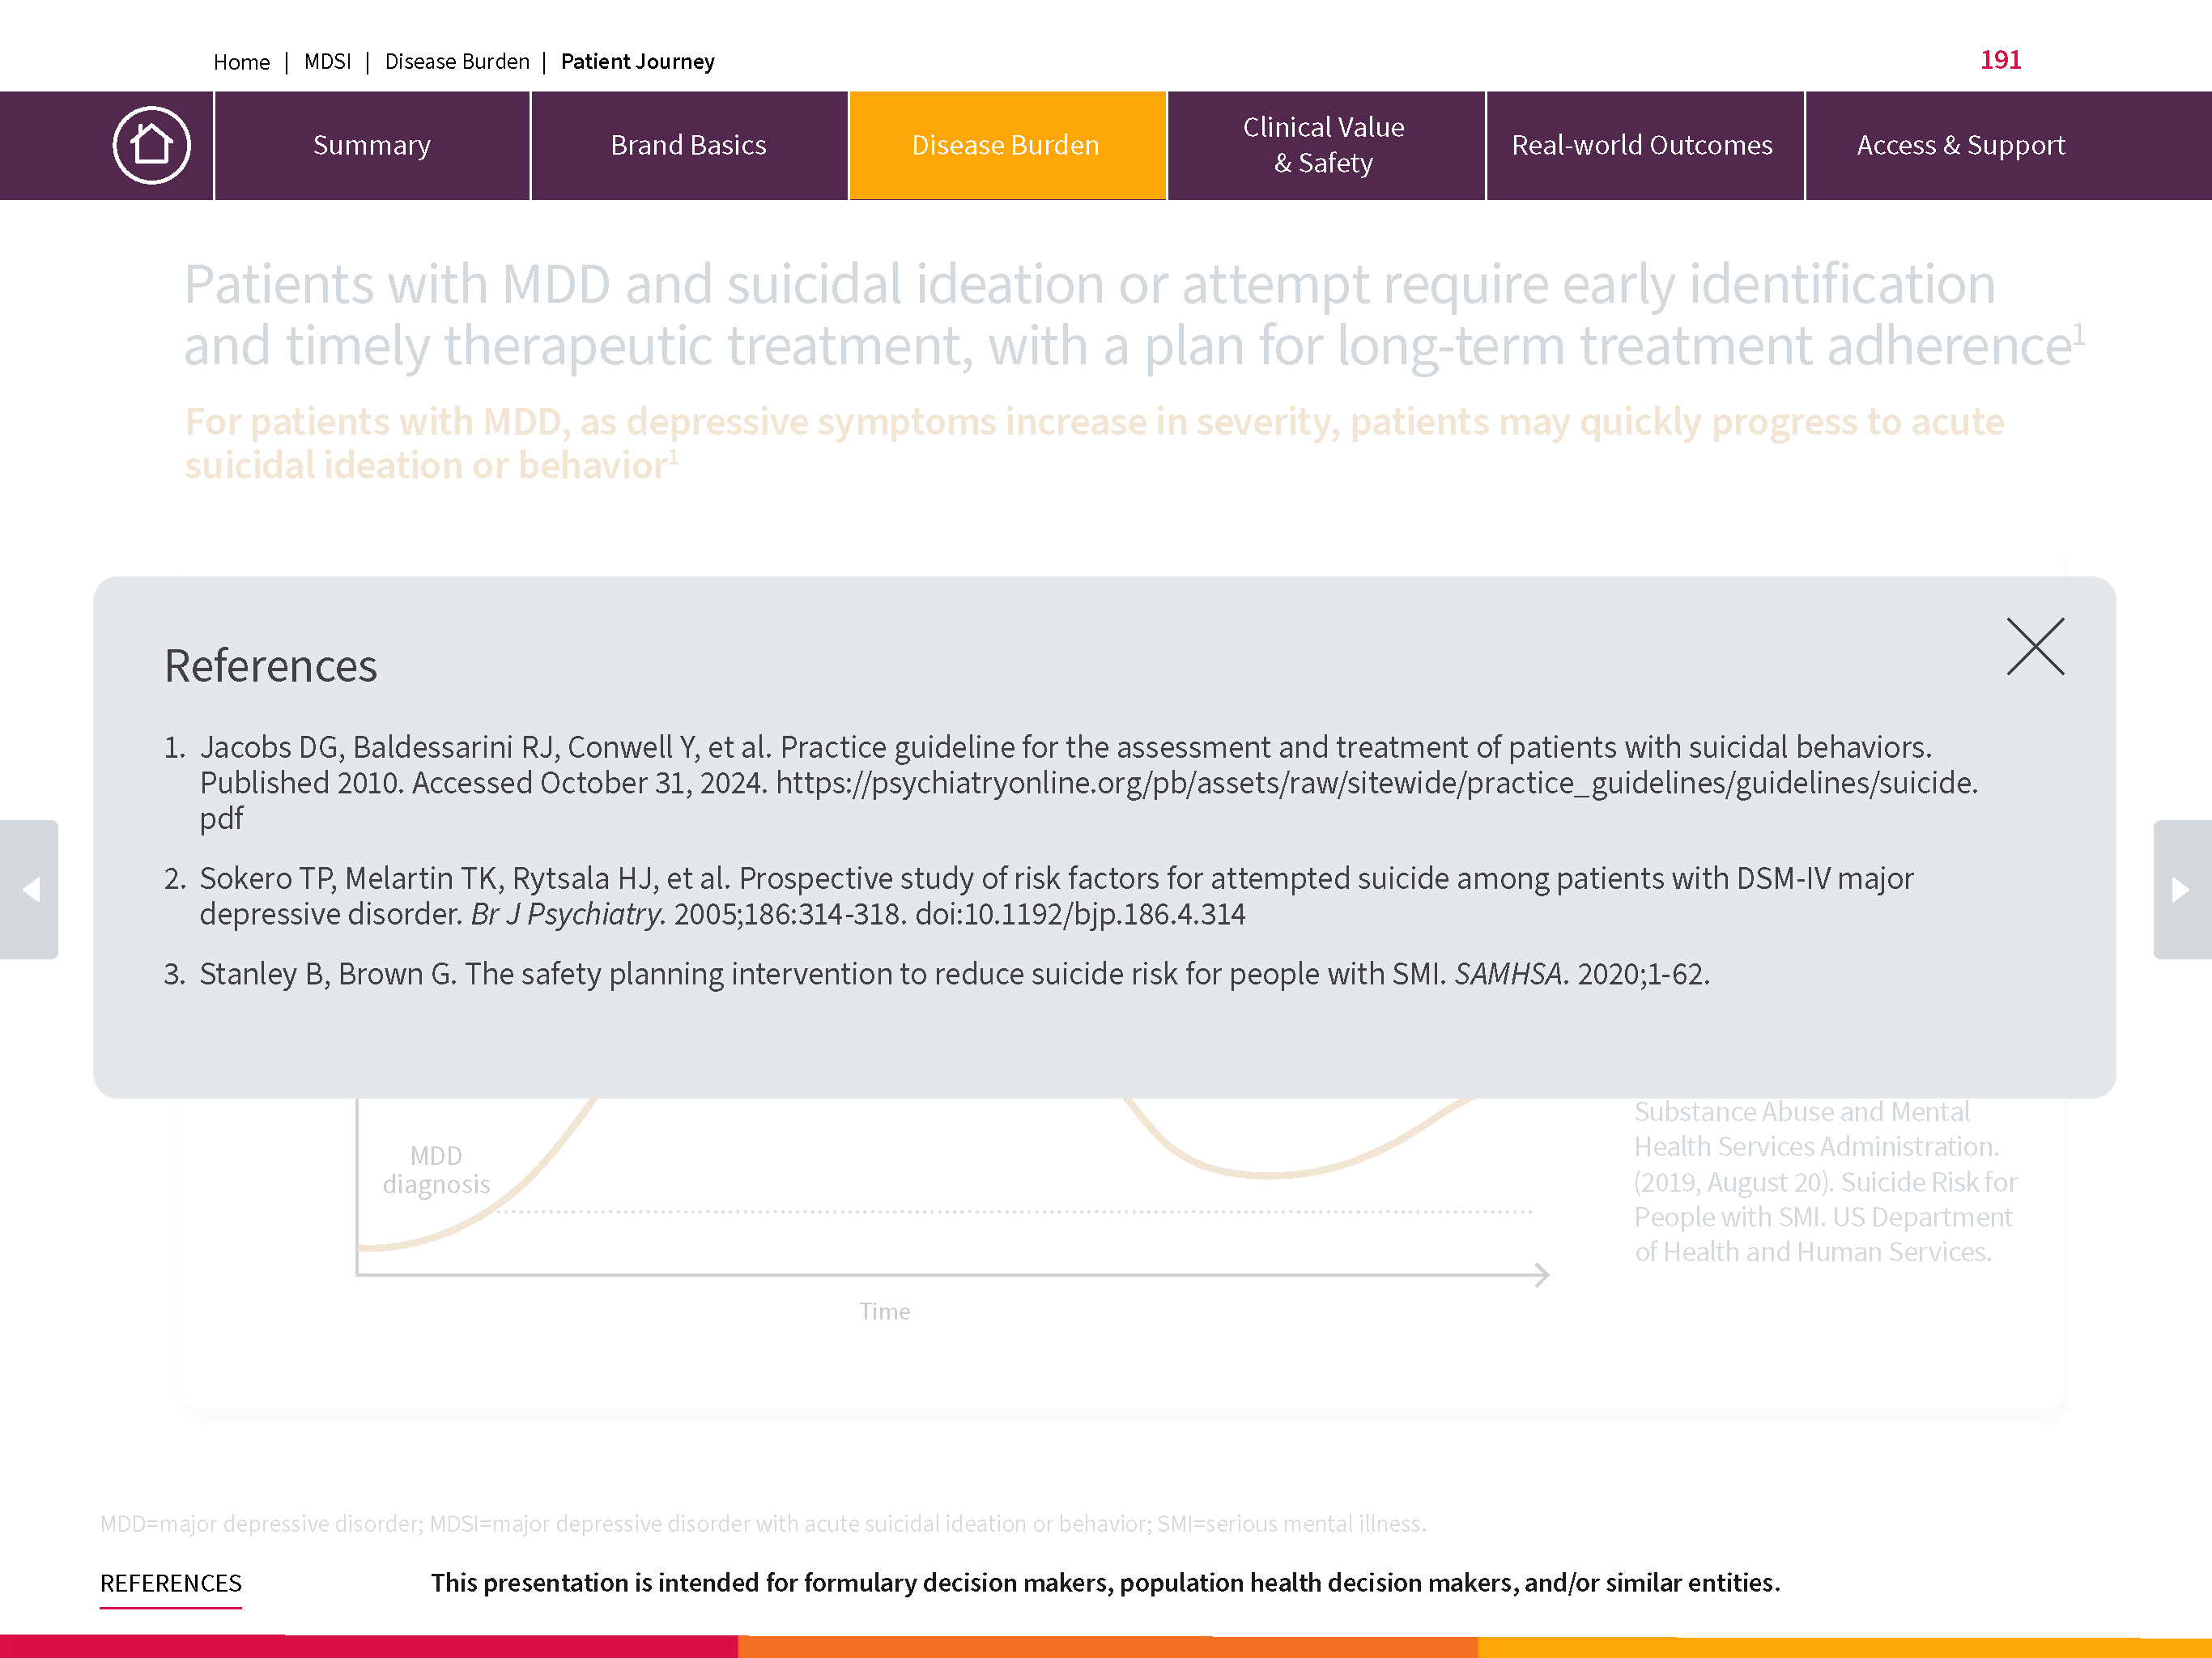 Home | MDSI | Disease Burden | Patient Journey
191
Summary
Brand Basics
Disease Burden
Clinical Value
& Safety
Real-world Outcomes
Access & Support
Patients with MDD and suicidal ideation or attempt require early identification
and timely therapeutic treatment, with a plan for long-term treatment adherence1
For patients with MDD, as depressive symptoms increase in severity, patients may quickly progress to acute
suicidal ideation or behavior1
References
1. Jacobs DG, Baldessarini RJ, Conwell Y, et al. Practice guideline for the assessment and treatment of patients with suicidal behaviors.
Published 2010. Accessed October 31, 2024. https://psychiatryonline.org/pb/assets/raw/sitewide/practice_guidelines/guidelines/suicide.
pdf
2. Sokero TP, Melartin TK, Rytsala HJ, et al. Prospective study of risk factors for attempted suicide among patients with DSM-IV major
depressive disorder. Br J Psychiatry. 2005;186:314-318. doi:10.1192/bjp.186.4.314
3. Stanley B, Brown G. The safety planning intervention to reduce suicide risk for people with SMI. SAMHSA. 2020;1-62.
MDD
diagnosis
Time
Substance Abuse and Mental
Health Services Administration.
(2019, August 20). Suicide Risk for
People with SMI. US Department
of Health and Human Services.
MDD=major depressive disorder; MDSI=major depressive disorder with acute suicidal ideation or behavior; SMI=serious mental illness.
REFERENCES
This presentation is intended for formulary decision makers, population health decision makers, and/or similar entities.